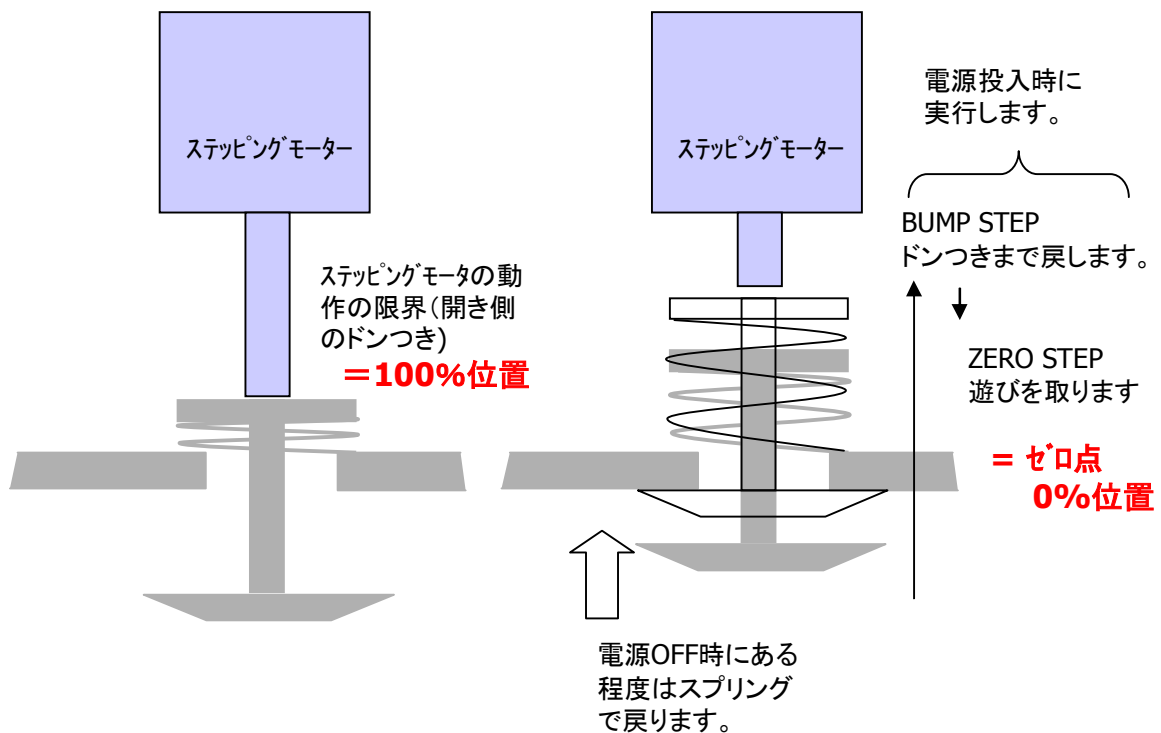 ｽﾃｯﾋﾟﾝｸﾞﾓｰﾀｰ
ｽﾃｯﾋﾟﾝｸﾞﾓｰﾀの動
作の限界（開き側
のドンつき)
＝100%位置
ｽﾃｯﾋﾟﾝｸﾞﾓｰﾀｰ
電源投入時に
実行します。
BUMP STEP
ドンつきまで戻します。
ZERO STEP
遊びを取ります
= ｾﾞﾛ点
0%位置
電源OFF時にある
程度はスプリング
で戻ります。